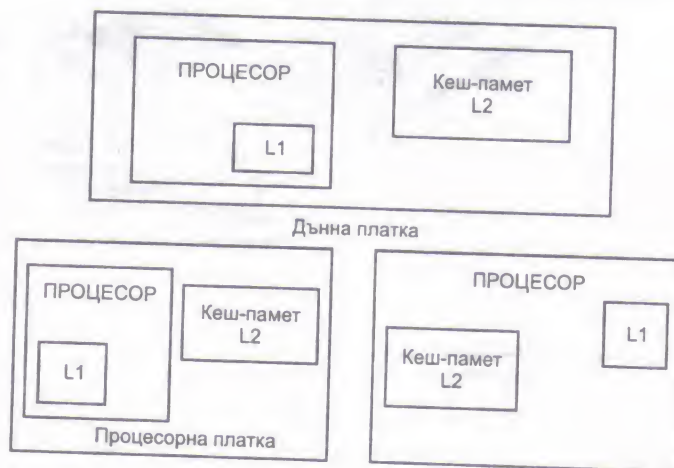 ПРОЦЕСОР
L1
Кеш-памет
L2
Дънна платка
ПРОЦЕСОР
L1
Кеш-памет
L2
Процесорна платка
ПРОЦЕСОР
Кеш-памет
L2
L1